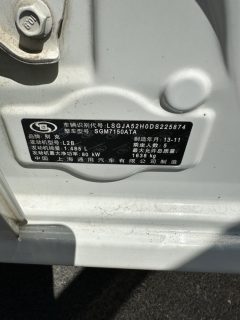 车辆识别代号 LSGJA52H0DS225874
整车型号 SGM7150ATA
品牌 别克 制造年月 13-11
发动机型号 L2B 乘坐人数 5
发动机排量 1.485 L 最大允许总质量
发动机最大净功率 80 kW 1638 kg
中国 上海通用汽车有限公司制造